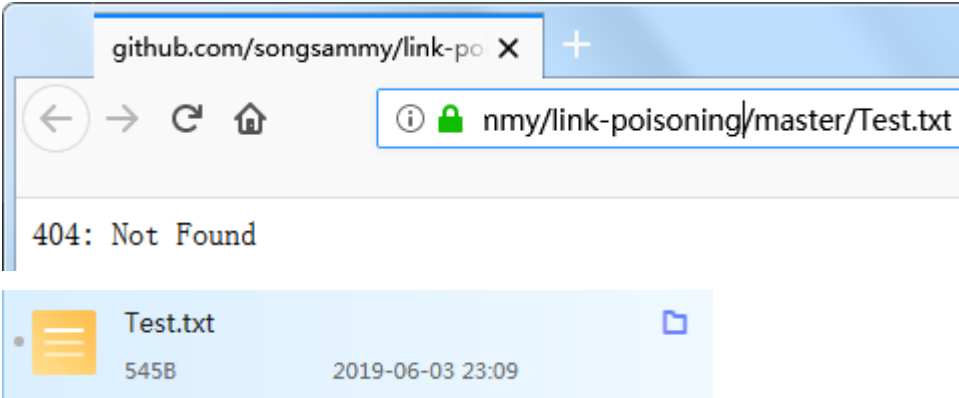 github.com/songsammy/link-po
nmy/link-poisoning/master/Test.txt
404: Not Found
Test.txt
545B 2019-06-03 23:09